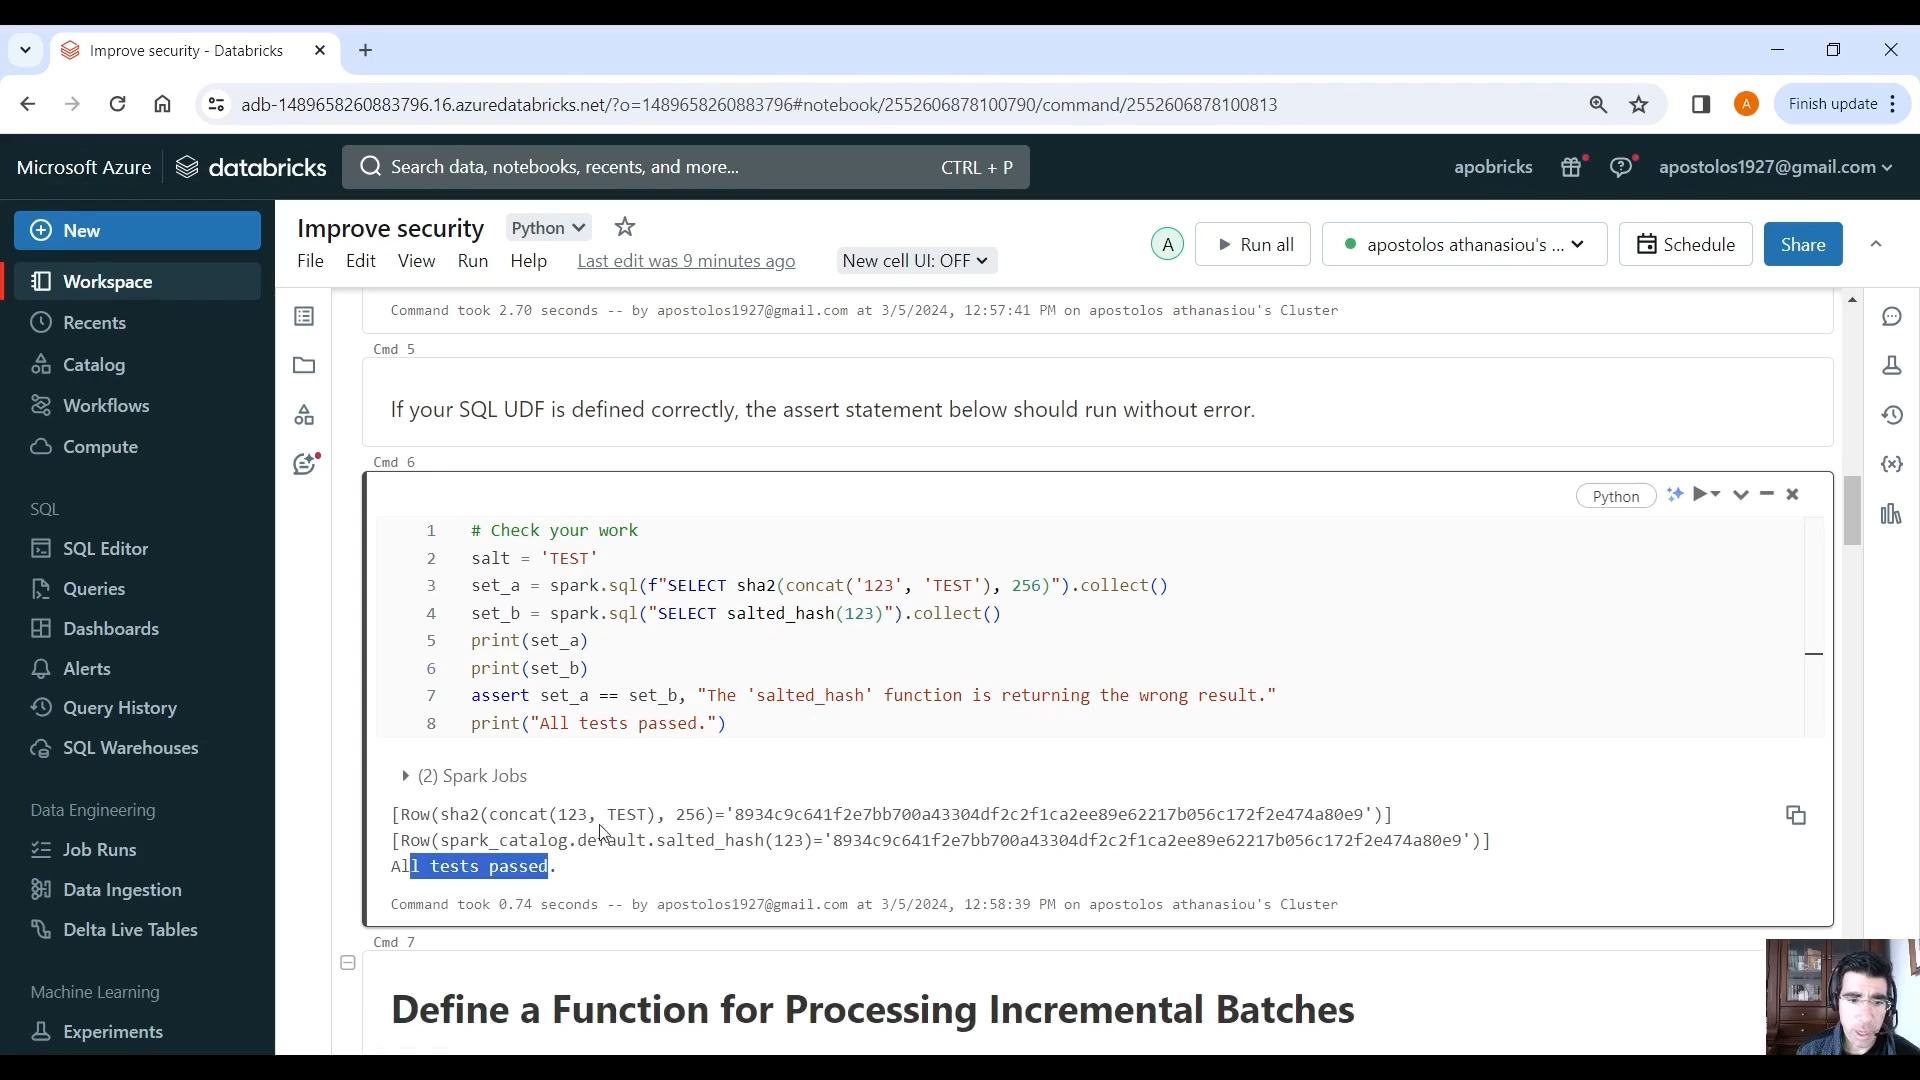 Improve security - Databricks
adb-1489658260883796.16.azuredatabricks.net/?o=1489658260883796#notebook/2552606878100790/command/2552606878100813
A
Finish update
Microsoft Azure
databricks
Search data, notebooks, recents, and more...
CTRL + P
apobricks
apostolos1927@gmail.com
New
Workspace
Recents
Catalog
Workflows
Compute
SQL
SQL Editor
Queries
Dashboards
Alerts
Query History
SQL Warehouses
Data Engineering
Job Runs
Data Ingestion
Delta Live Tables
Machine Learning
Experiments
Improve security
Python
File Edit View Run Help
Last edit was 9 minutes ago
New cell UI: OFF
A
Run all
apostolos athanasiou's ...
Schedule
Share
Command took 2.70 seconds -- by apostolos1927@gmail.com at 3/5/2024, 12:57:41 PM on apostolos athanasiou's Cluster
Cmd 5
If your SQL UDF is defined correctly, the assert statement below should run without error.
Cmd 6
Python
1 # Check your work
2 salt = 'TEST'
3 set_a = spark.sql(f"SELECT sha2(concat('123', 'TEST'), 256)").collect()
4 set_b = spark.sql("SELECT salted_hash(123)").collect()
5 print(set_a)
6 print(set_b)
7 assert set_a == set_b, "The 'salted_hash' function is returning the wrong result."
8 print("All tests passed.")
(2) Spark Jobs
[Row(sha2(concat(123, TEST), 256)='8934c9c641f2e7bb700a43304df2c2f1ca2ee89e62217b056c172f2e474a80e9')]
[Row(spark_catalog.default.salted_hash(123)='8934c9c641f2e7bb700a43304df2c2f1ca2ee89e62217b056c172f2e474a80e9')]
All tests passed.
Command took 0.74 seconds -- by apostolos1927@gmail.com at 3/5/2024, 12:58:39 PM on apostolos athanasiou's Cluster
Cmd 7
Define a Function for Processing Incremental Batches